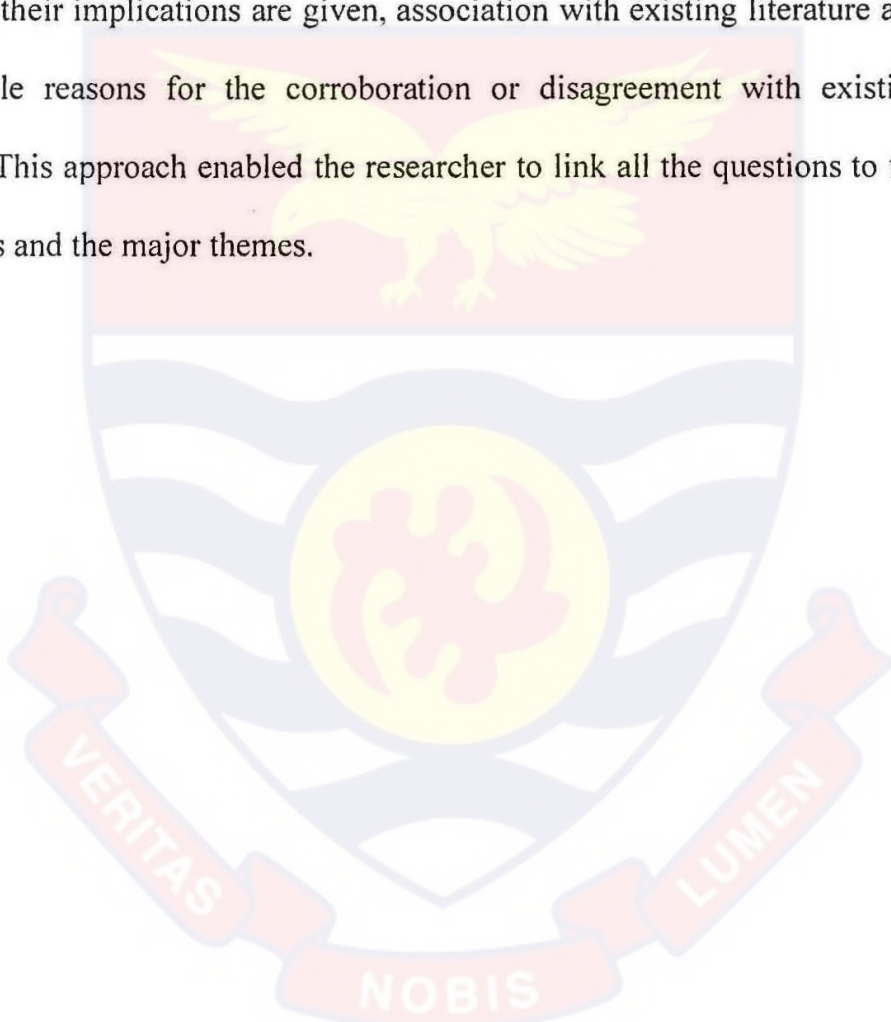 their implications are given, association with existing literature a
le reasons for the corroboration or disagreement with existi
This approach enabled the researcher to link all the questions to
s and the major themes.
VERITAS
NOBIS
LUMEN